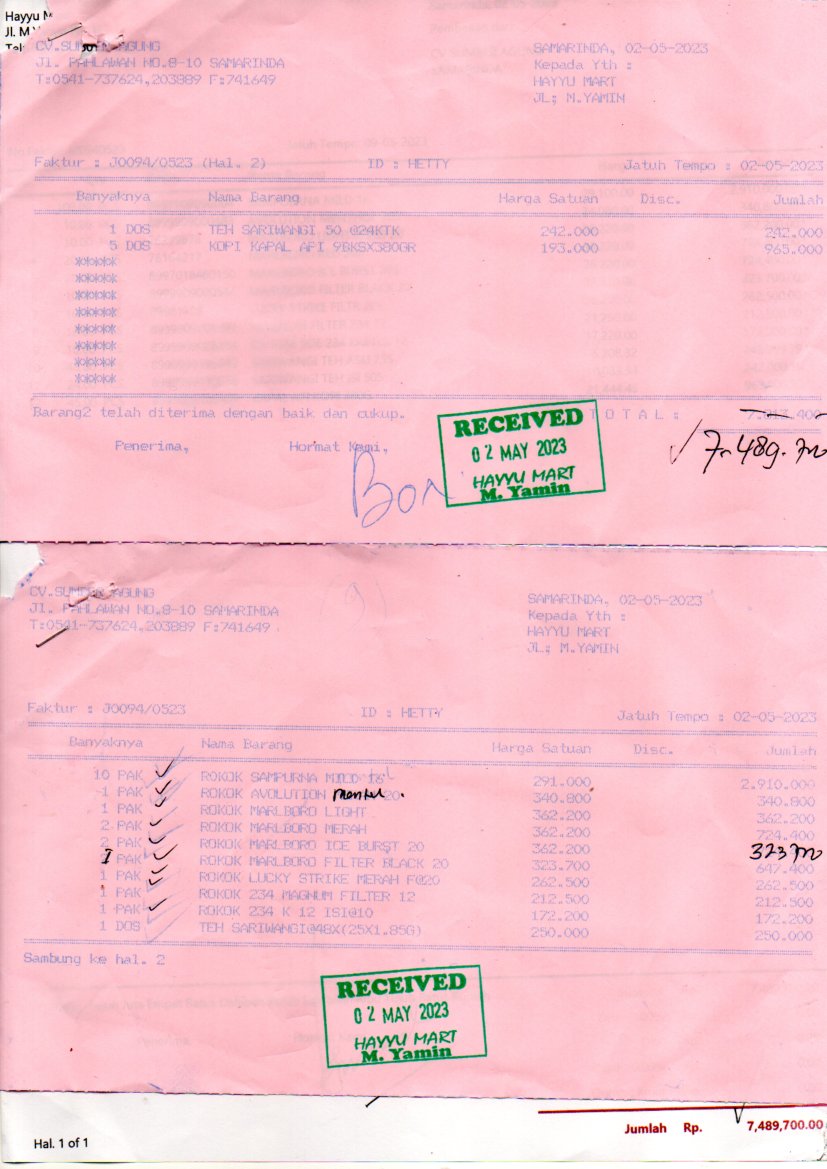 Hayyu M
Jl. M
Tel
CV.SUMBER AGUNG
Jl. PAHLAWAN NO.8-10 SAMARINDA
T:0541-737624,203889 F:741649
SAMARINDA, 02-05-2023
Kepada Yth :
HAYYU MART
JL; M.YAMIN
Faktur : J0094/0523 (Hal. 2) ID : HETTY Jatuh Tempo : 02-05-2023
Banyaknya Nama Barang Harga Satuan Disc. Jumlah
1 DOS TEH SARIWANGI 50 @24KTK 242.000 242.000
5 DOS KOPI KAPAL API 9BKSX380GR 193.000 965.000
*****
*****
*****
*****
*****
*****
*****
*****
Barang2 telah diterima dengan baik dan cukup. T O T A L : 7.813.400
Penerima, Hormat Kami,
Bon
RECEIVED
02 MAY 2023
HAYYU MART
M. Yamin
7.489.700
CV.SUMBER AGUNG
Jl. PAHLAWAN NO.8-10 SAMARINDA
T:0541-737624,203889 F:741649
SAMARINDA, 02-05-2023
Kepada Yth :
HAYYU MART
JL; M.YAMIN
Faktur : J0094/0523 ID : HETTY Jatuh Tempo : 02-05-2023
Banyaknya Nama Barang Harga Satuan Disc. Jumlah
10 PAK ROKOK SAMPURNA MILD 16 291.000 2.910.000
1 PAK ROKOK AVOLUTION mentol 20 340.800 340.800
1 PAK ROKOK MARLBORO LIGHT 362.200 362.200
2 PAK ROKOK MARLBORO MERAH 362.200 724.400
2 PAK ROKOK MARLBORO ICE BURST 20 362.200
1 PAK ROKOK MARLBORO FILTER BLACK 20 323.700 647.400 323700
1 PAK ROKOK LUCKY STRIKE MERAH F@20 262.500 262.500
1 PAK ROKOK 234 MAGNUM FILTER 12 212.500 212.500
1 PAK ROKOK 234 K 12 ISI@10 172.200 172.200
1 DOS TEH SARIWANGI@48X(25X1.85G) 250.000 250.000
Sambung ke hal. 2
RECEIVED
02 MAY 2023
HAYYU MART
M. Yamin
Jumlah Rp. 7,489,700.00
Hal. 1 of 1